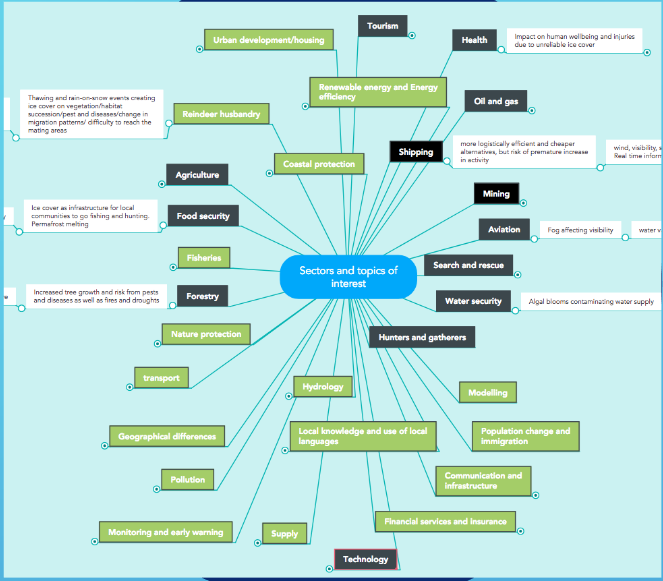 Tourism
Urban development/housing
Health
Impact on human wellbeing and injuries
due to unreliable ice cover
Renewable energy and Energy
efficiency
Oil and gas
Thawing and rain-on-snow events creating
ice cover on vegetation/habitat
succession/pest and diseases/change in
migration patterns/ difficulty to reach the
mating areas
Reindeer husbandry
Shipping
more logistically efficient and cheaper
alternatives, but risk of premature increase
in activity
wind, visibility, s
Real time inform
Coastal protection
Agriculture
Mining
Ice cover as infrastructure for local
communities to go fishing and hunting.
Permafrost melting
Food security
Aviation
Fog affecting visibility
water v
Fisheries
Search and rescue
Sectors and topics of
interest
Increased tree growth and risk from pests
and diseases as well as fires and droughts
Forestry
Water security
Algal blooms contaminating water supply
Nature protection
Hunters and gatherers
transport
Hydrology
Modelling
Geographical differences
Local knowledge and use of local
languages
Population change and
immigration
Pollution
Communication and
infrastructure
Monitoring and early warning
Supply
Financial services and insurance
Technology